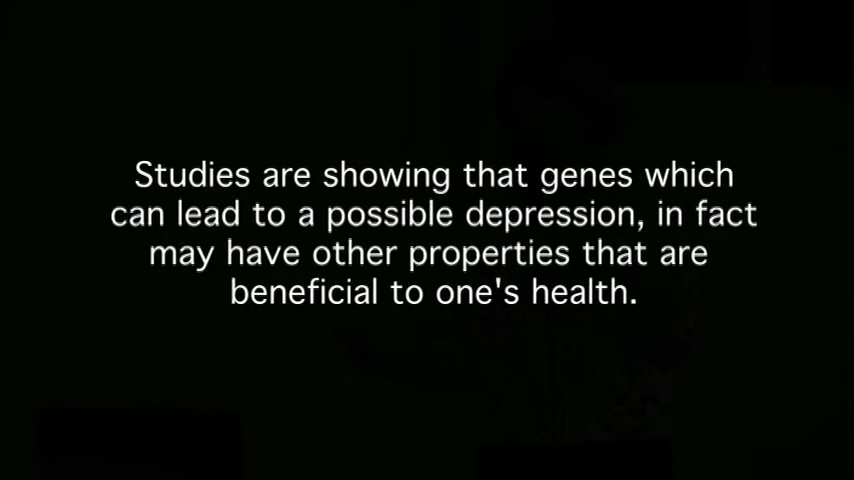 Studies are showing that genes which
can lead to a possible depression, in fact
may have other properties that are
beneficial to one's health.